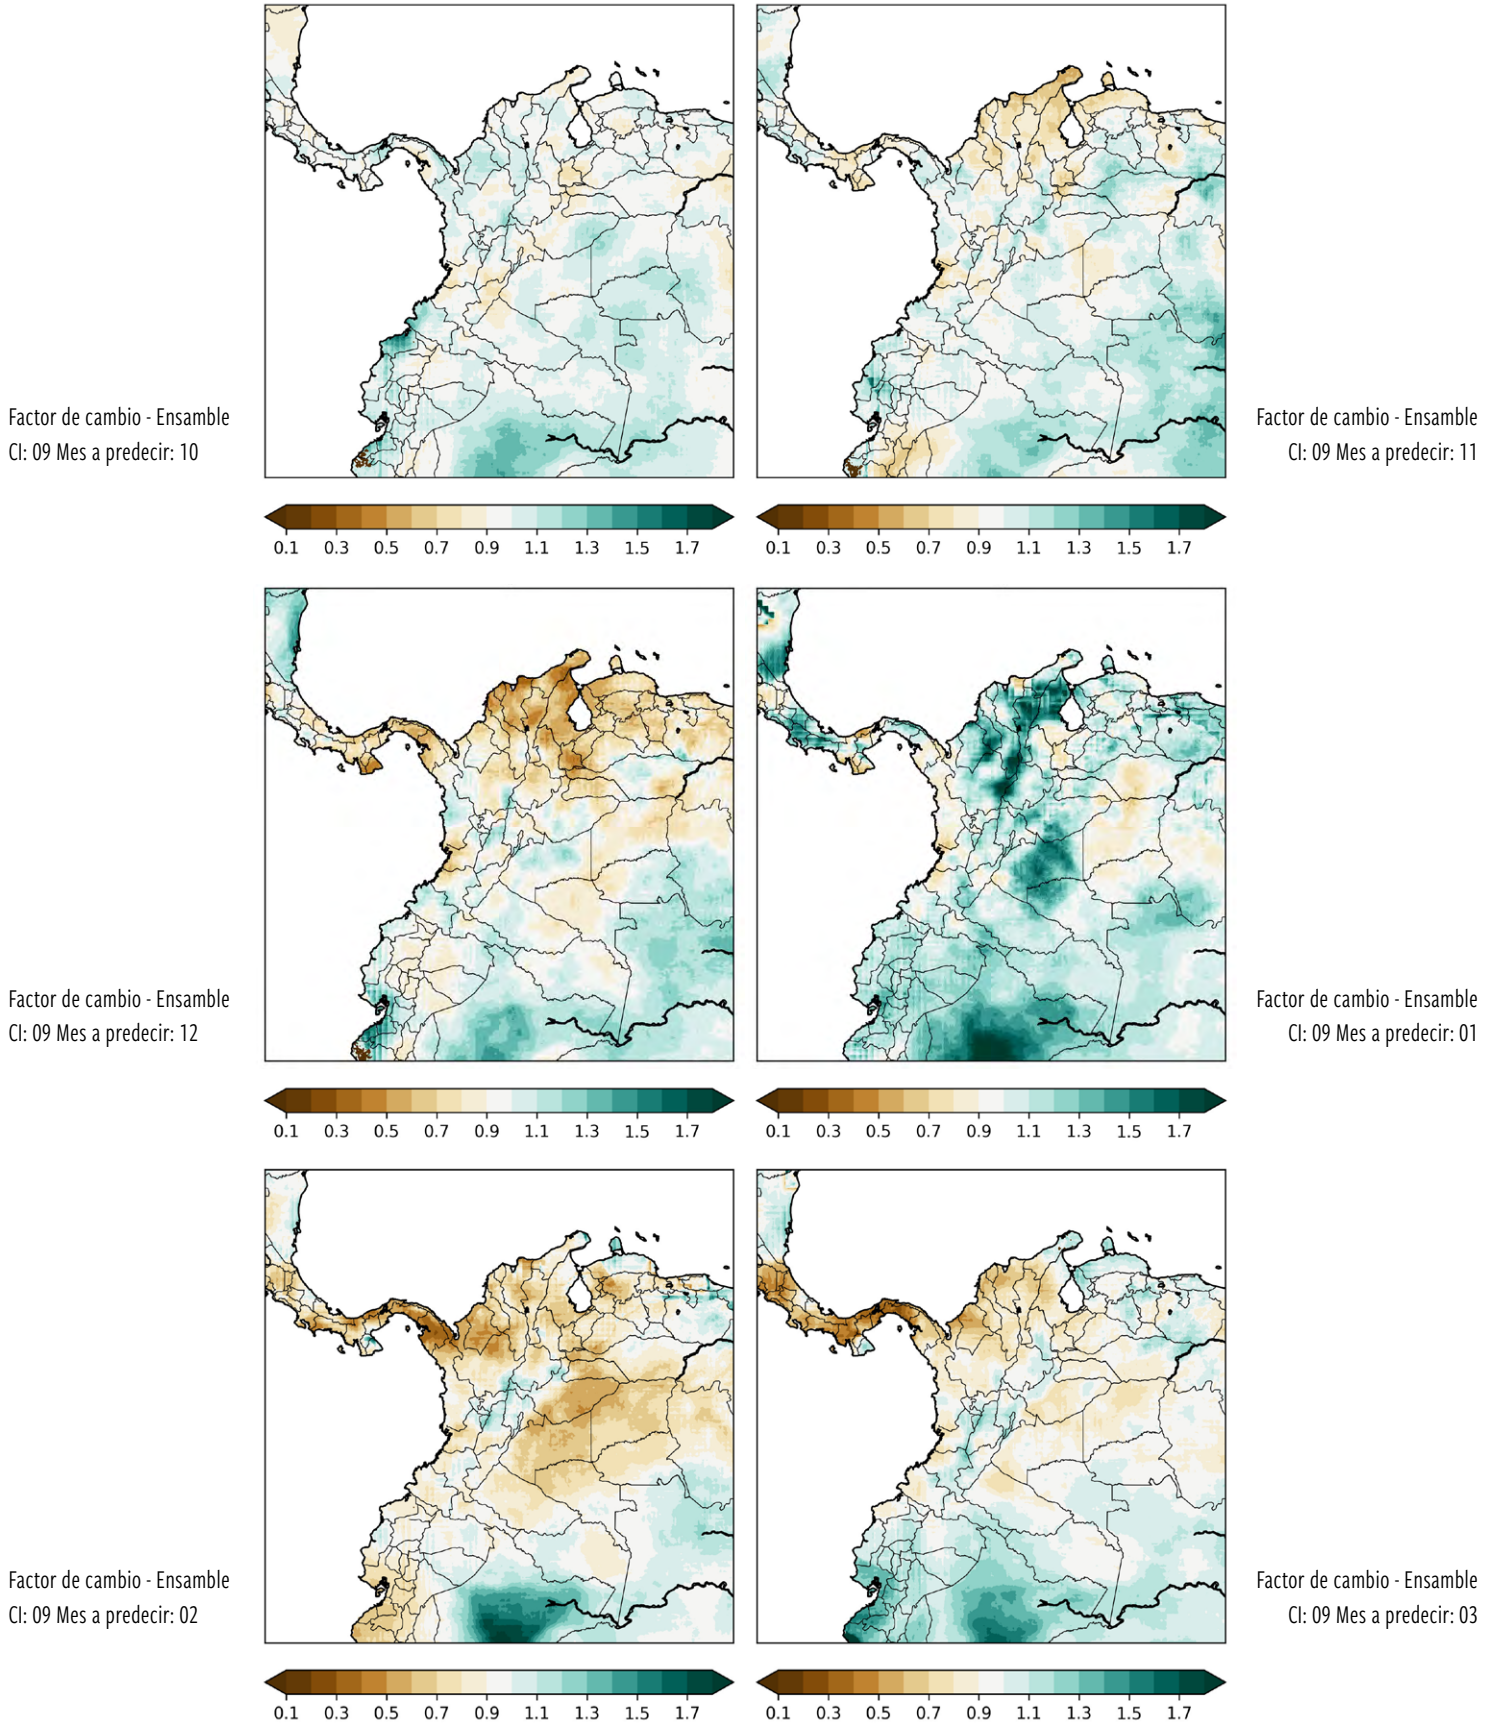 Factor de cambio - Ensamble
CI: 09 Mes a predecir: 10
Factor de cambio - Ensamble
CI: 09 Mes a predecir: 11
0.1 0.3 0.5 0.7 0.9 1.1 1.3 1.5 1.7
0.1 0.3 0.5 0.7 0.9 1.1 1.3 1.5 1.7
Factor de cambio - Ensamble
CI: 09 Mes a predecir: 12
Factor de cambio - Ensamble
CI: 09 Mes a predecir: 01
0.1 0.3 0.5 0.7 0.9 1.1 1.3 1.5 1.7
0.1 0.3 0.5 0.7 0.9 1.1 1.3 1.5 1.7
Factor de cambio - Ensamble
CI: 09 Mes a predecir: 02
Factor de cambio - Ensamble
CI: 09 Mes a predecir: 03
0.1 0.3 0.5 0.7 0.9 1.1 1.3 1.5 1.7
0.1 0.3 0.5 0.7 0.9 1.1 1.3 1.5 1.7